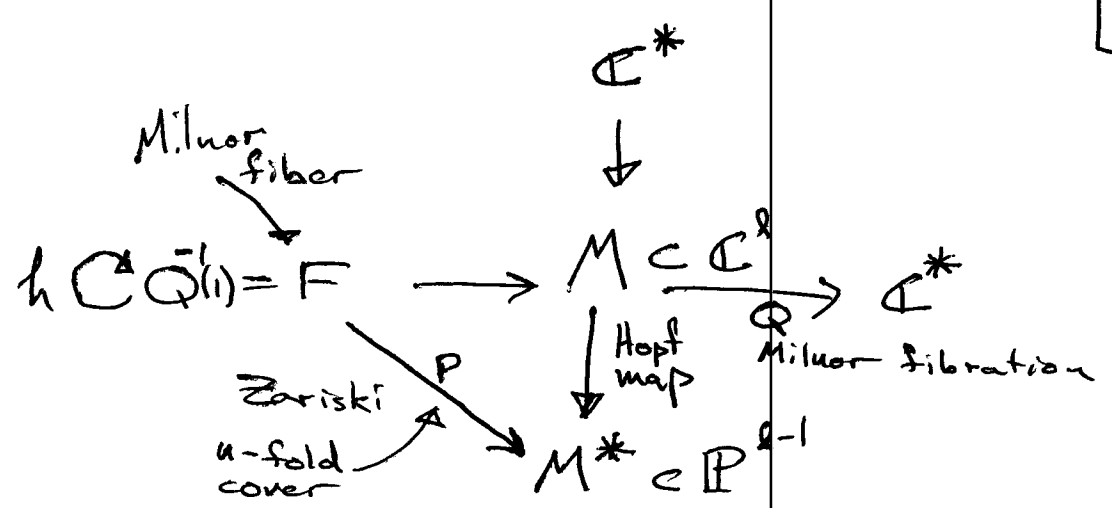 ℂ*
Milnor
fiber
h ↻ Q⁻¹(1) = F → M ⊂ ℂ^ℓ → ℂ*
Q
Milnor fibration
Hopf
map
P
Zariski
n-fold
cover
M* ⊂ ℙ^{ℓ-1}